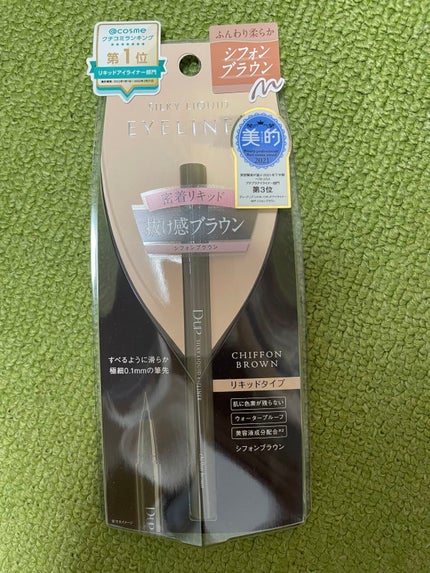 @cosme
クチコミランキング
第1位
リキッドアイライナー部門
ふんわり柔らか
シフォン
ブラウン
SILKY LIQUID
EYELINE
美的
2021
第3位
密着リキッド
抜け感ブラウン
シフォンブラウン
D-UP
SILKY LIQUID EYELINER
CHIFFON
BROWN
リキッドタイプ
すべるように滑らか
極細0.1mmの筆先
肌に色素が残らない
ウォータープルーフ
美容液成分配合※2
シフォンブラウン